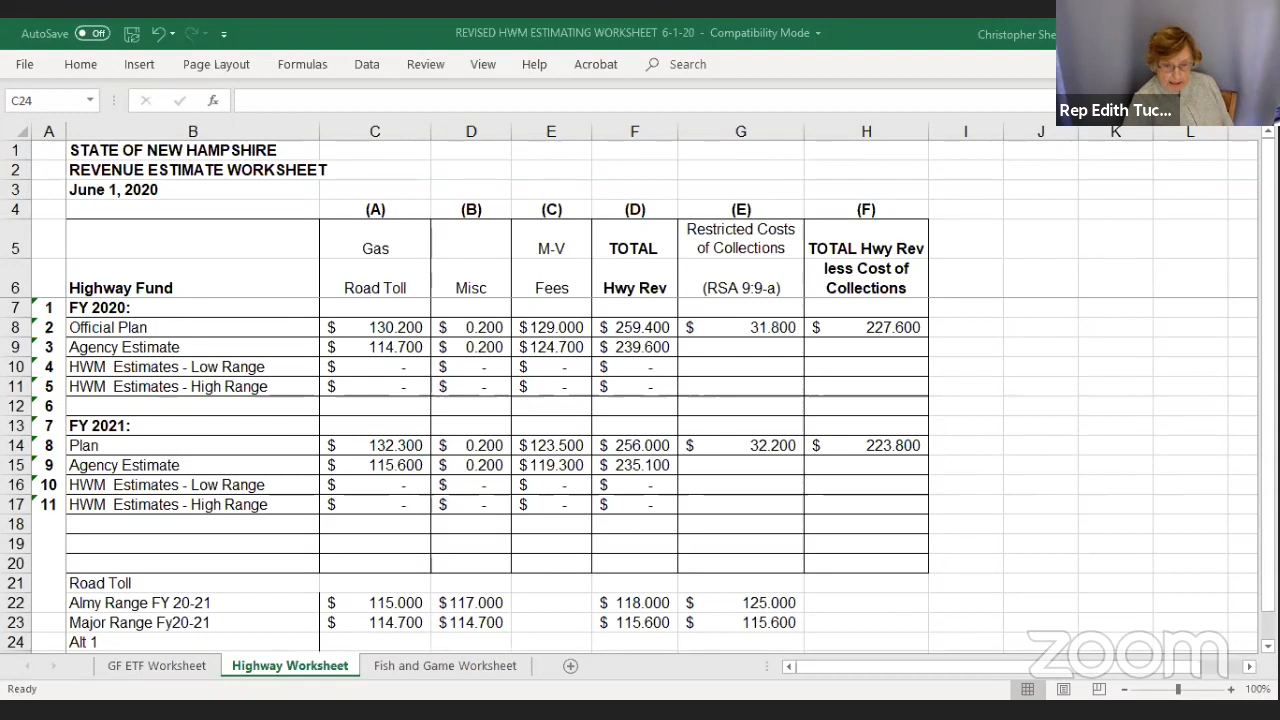 AutoSave Off REVISED HWM ESTIMATING WORKSHEET 6-1-20 - Compatibility Mode Christopher She
File Home Insert Page Layout Formulas Data Review View Help Acrobat Search
Rep Edith Tuc...
C24 fx
A B C D E F G H I J K L
1 STATE OF NEW HAMPSHIRE
2 REVENUE ESTIMATE WORKSHEET
3 June 1, 2020
4 (A) (B) (C) (D) (E) (F)
5 Gas M-V TOTAL Restricted Costs of Collections TOTAL Hwy Rev
6 Highway Fund Road Toll Misc Fees Hwy Rev (RSA 9:9-a) less Cost of Collections
7 1 FY 2020:
8 2 Official Plan $ 130.200 $ 0.200 $129.000 $ 259.400 $ 31.800 $ 227.600
9 3 Agency Estimate $ 114.700 $ 0.200 $124.700 $ 239.600
10 4 HWM Estimates - Low Range $ - $ - $ - $ -
11 5 HWM Estimates - High Range $ - $ - $ - $ -
12 6
13 7 FY 2021:
14 8 Plan $ 132.300 $ 0.200 $123.500 $ 256.000 $ 32.200 $ 223.800
15 9 Agency Estimate $ 115.600 $ 0.200 $119.300 $ 235.100
16 10 HWM Estimates - Low Range $ - $ - $ - $ -
17 11 HWM Estimates - High Range $ - $ - $ - $ -
18
19
20
21 Road Toll
22 Almy Range FY 20-21 $ 115.000 $117.000 $ 118.000 $ 125.000
23 Major Range Fy20-21 $ 114.700 $114.700 $ 115.600 $ 115.600
24 Alt 1
zoom
GF ETF Worksheet Highway Worksheet Fish and Game Worksheet
Ready 100%